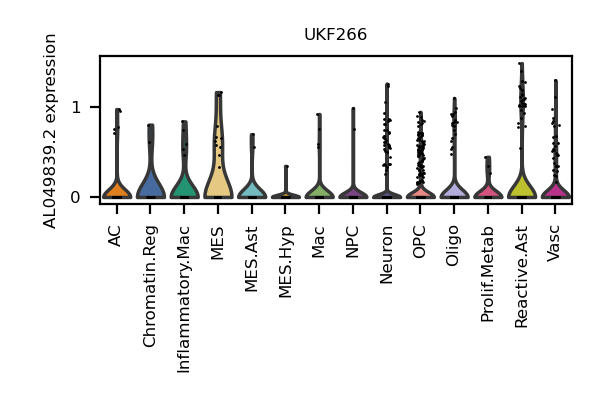 UKF266
AL049839.2 expression
1
0
AC
Chromatin.Reg
Inflammatory.Mac
MES
MES.Ast
MES.Hyp
Mac
NPC
Neuron
OPC
Oligo
Prolif.Metab
Reactive.Ast
Vasc